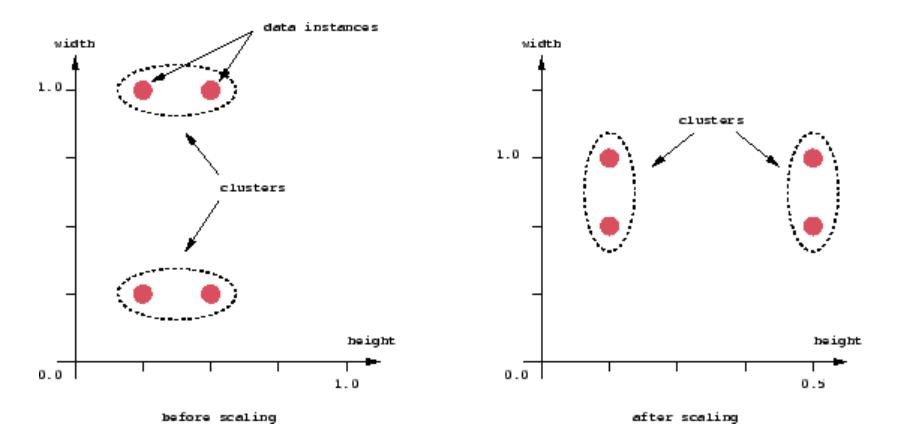 data instances
width
1.0
clusters
height
0.0
1.0
before scaling
width
clusters
1.0
height
0.0
0.5
after scaling